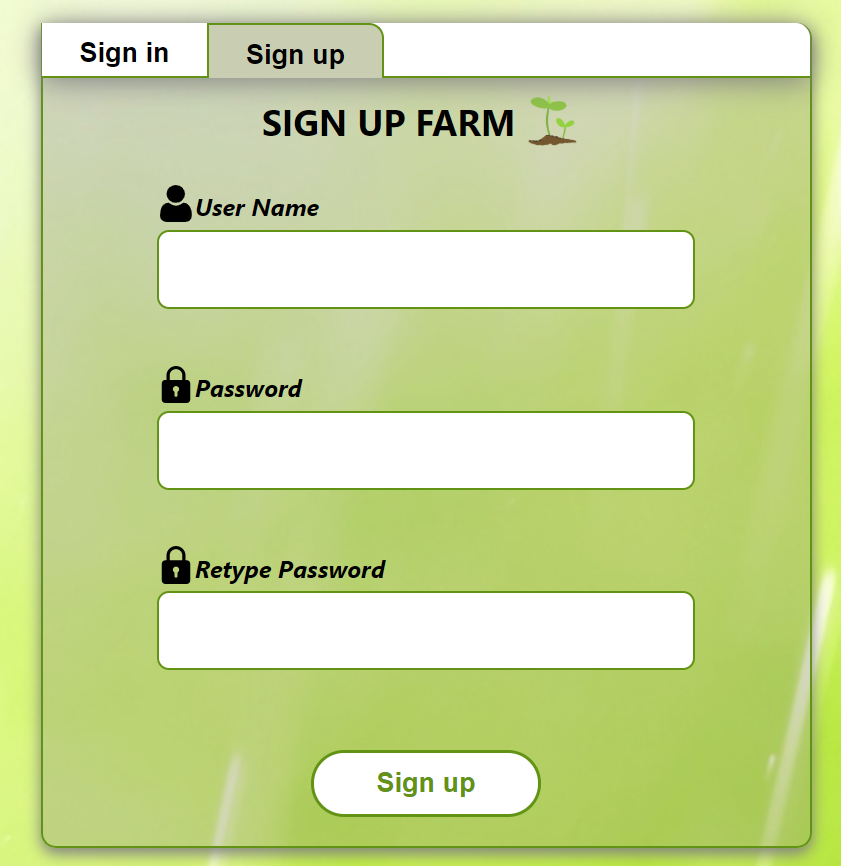 Sign in Sign up
SIGN UP FARM
User Name
Password
Retype Password
Sign up